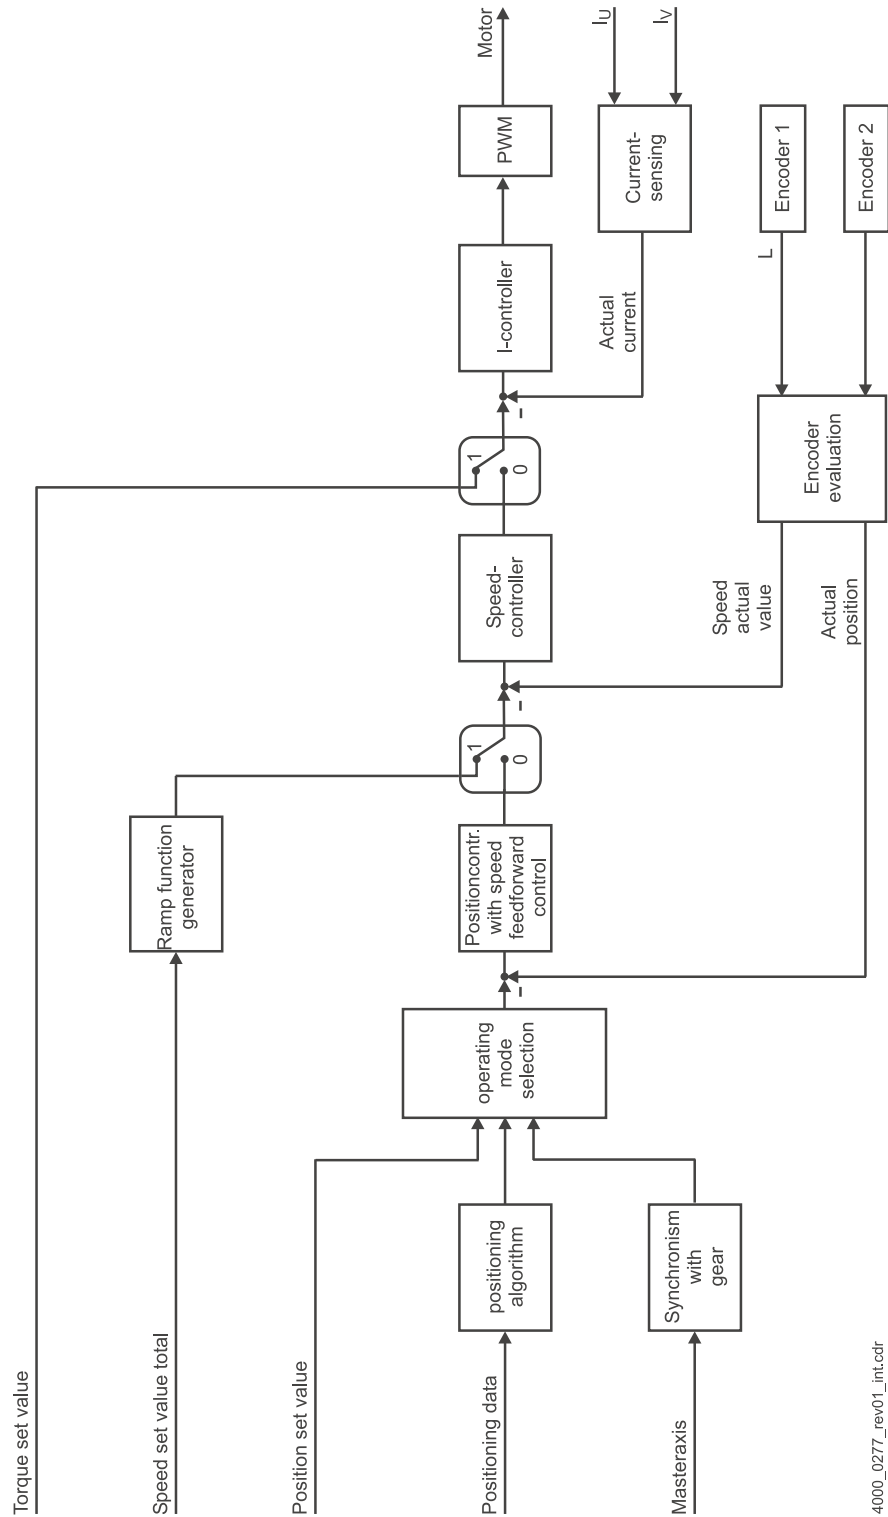 Torque set value
Speed set value total
Ramp function
generator
Position set value
Positioning data
positioning
algorithm
Masteraxis
Synchronism
with
gear
operating
mode
selection
–
Positioncontr.
with speed
feedforward
control
1
0
–
Speed-
controller
1
0
–
I-controller
PWM
Motor
IU
IV
Current-
sensing
Actual
current
Encoder 1
Encoder 2
L
Encoder
evaluation
Speed
actual
value
Actual
position
4000_0277_rev01_int.cdr